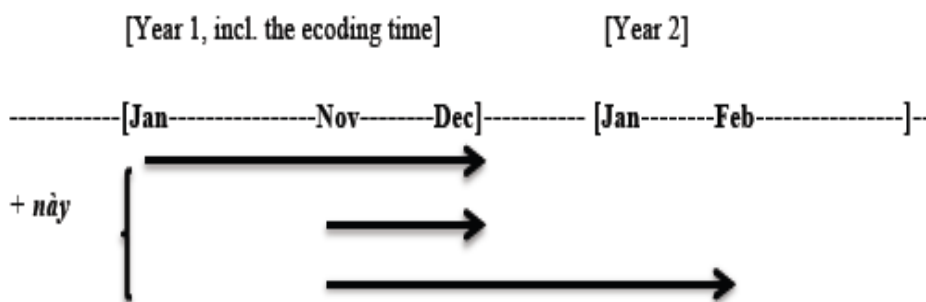 [Year 1, incl. the ecoding time] [Year 2]
------------[Jan----------------Nov--------Dec]----------- [Jan--------Feb----------------]--
+ này